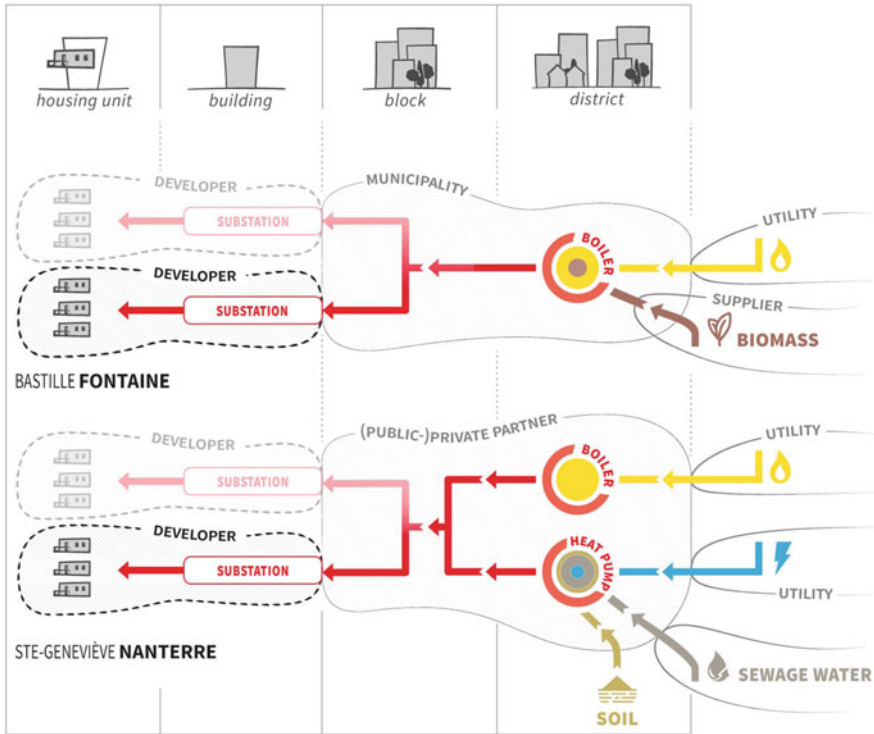 housing unit
building
block
district
DEVELOPER
MUNICIPALITY
SUBSTATION
BOILER
UTILITY
DEVELOPER
SUBSTATION
SUPPLIER
BIOMASS
BASTILLE FONTAINE
DEVELOPER
(PUBLIC-)PRIVATE PARTNER
SUBSTATION
BOILER
UTILITY
DEVELOPER
SUBSTATION
HEAT PUMP
UTILITY
STE-GENEVIÈVE NANTERRE
SEWAGE WATER
SOIL